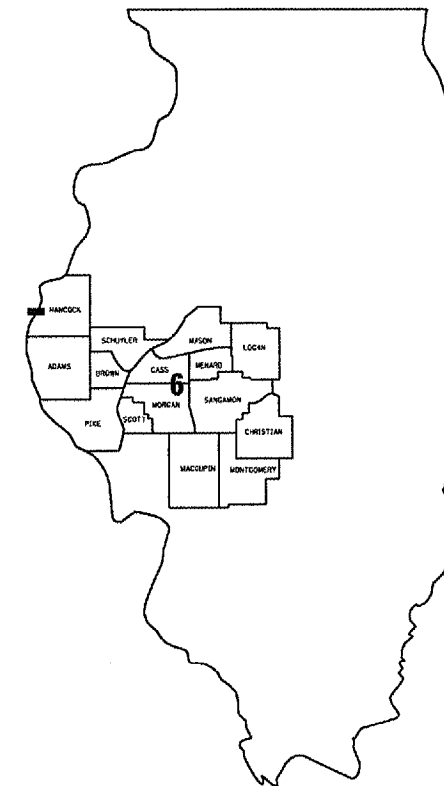 HANCOCK
SCHUYLER
MASON
LOGAN
ADAMS
BROWN
CASS
MENARD
6
MORGAN
SANGAMON
PIKE
SCOTT
CHRISTIAN
MACOUPIN
MONTGOMERY